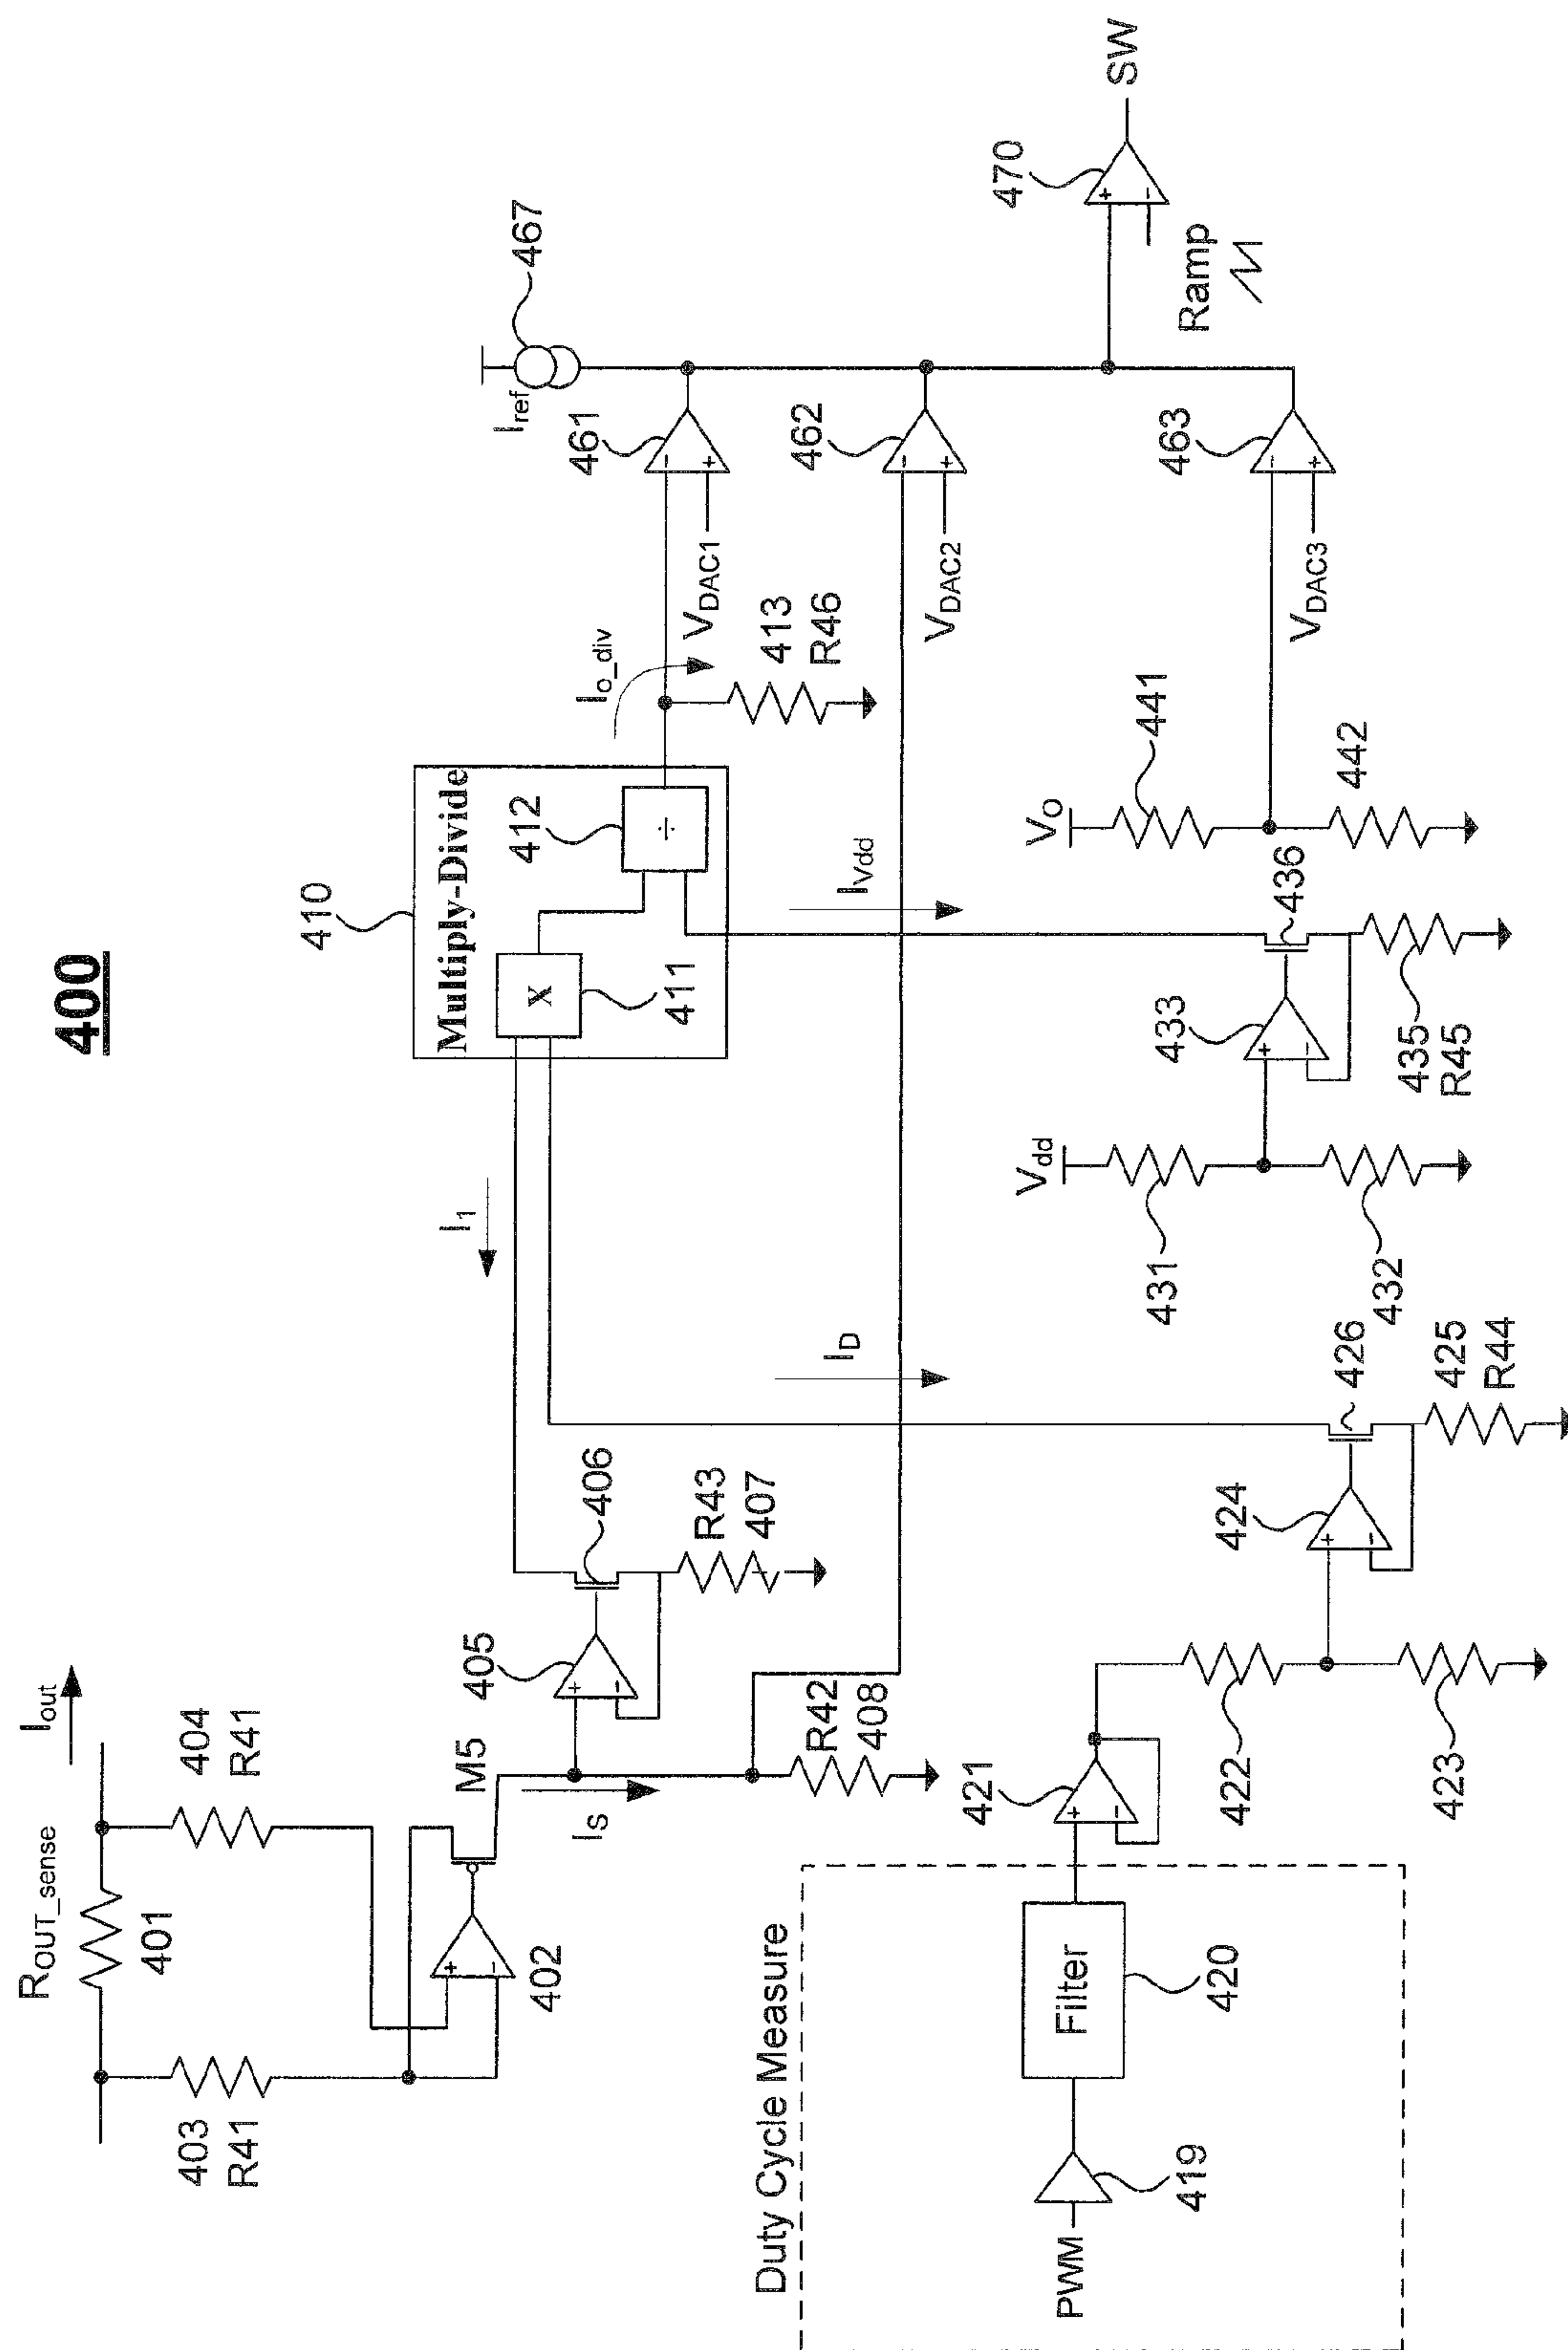 400
R_OUT_sense
I_out
401
403
R41
404
R41
402
M5
I_S
405
406
R43
407
R42
408
I_1
410
Multiply-Divide
X
411
÷
412
I_o_div
413
R46
I_ref
467
461
- +
V_DAC1
462
- +
V_DAC2
463
- +
V_DAC3
470
+ -
SW
Ramp
Duty Cycle Measure
PWM
419
Filter
420
421
+ -
422
423
424
+ -
426
425
R44
I_D
V_dd
431
432
433
+ -
436
435
R45
I_Vdd
V_O
441
442